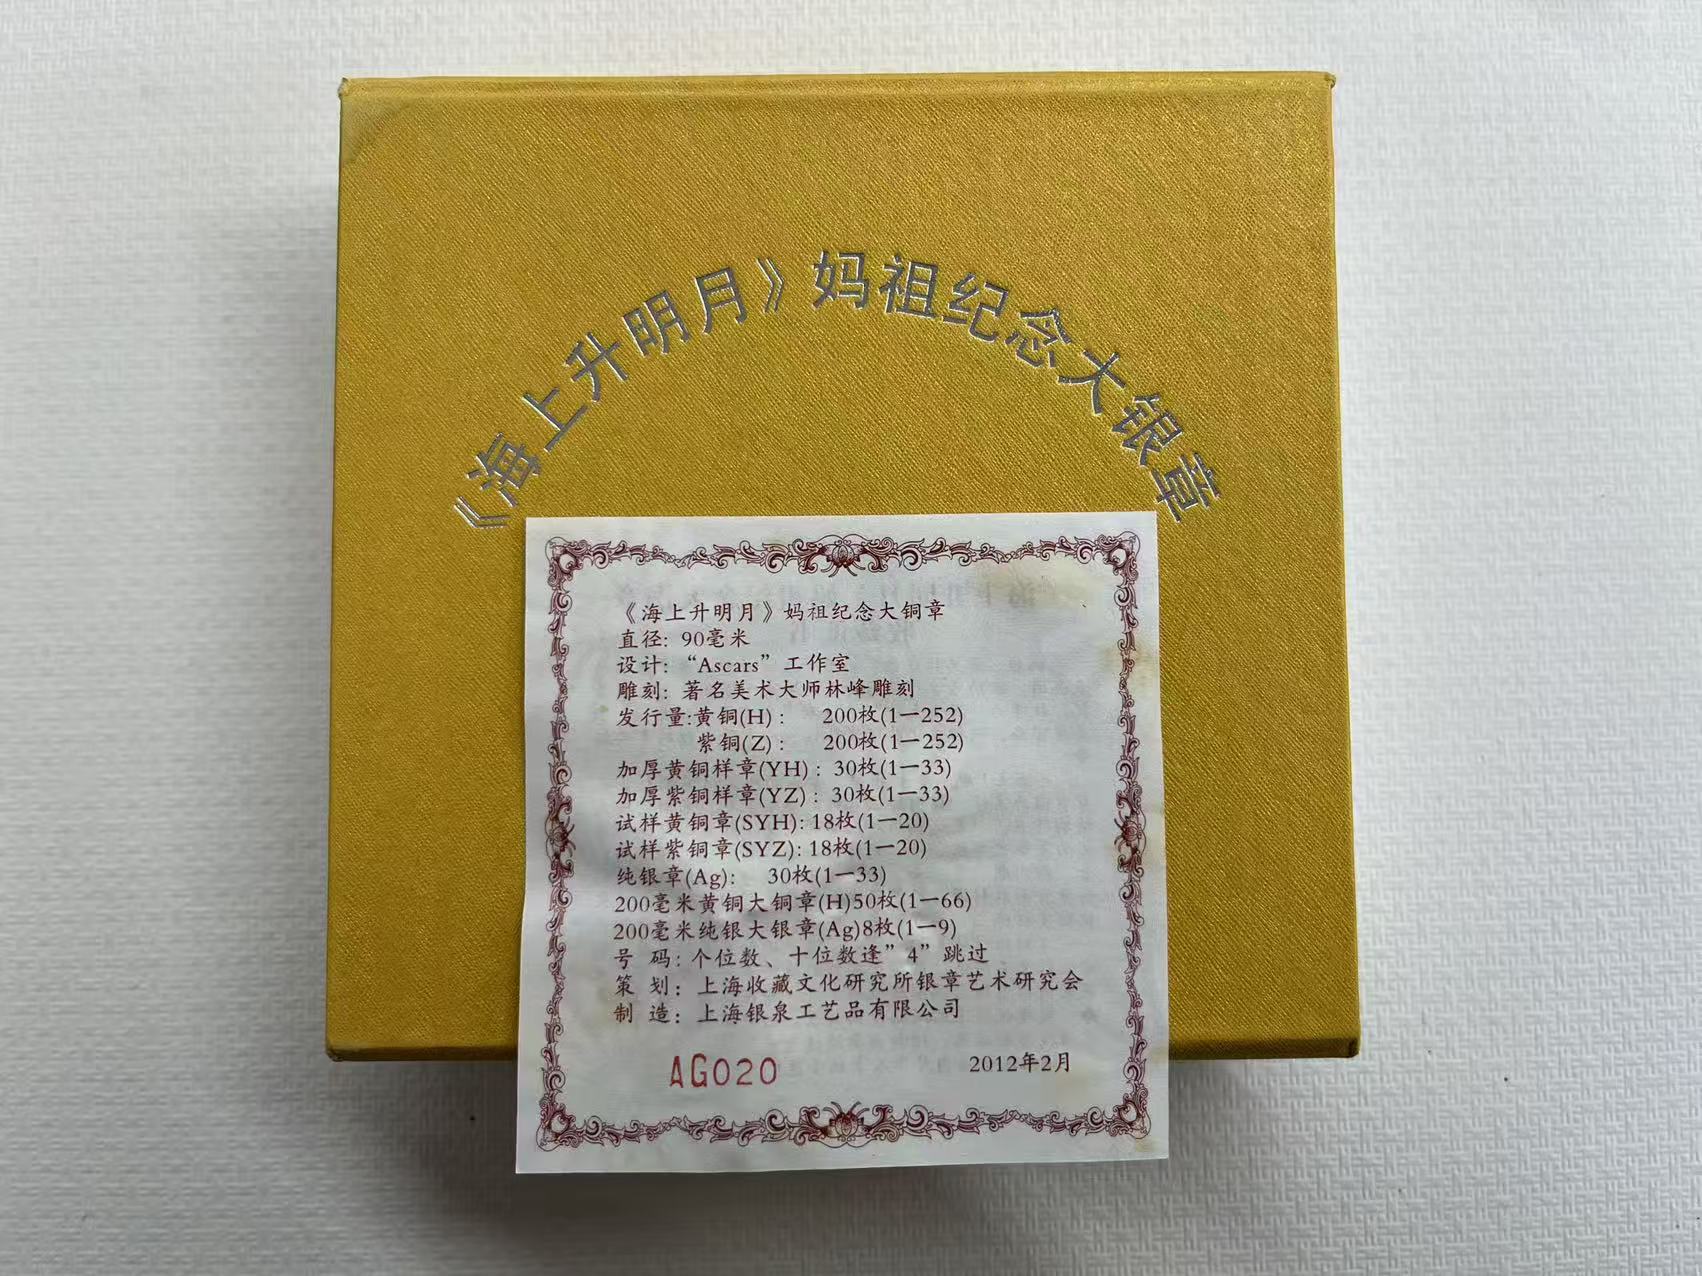 《海上升明月》妈祖纪念大银章
《海上升明月》妈祖纪念大铜章
直径: 90毫米
设计: “Ascars”工作室
雕刻: 著名美术大师林峰雕刻
发行量:黄铜(H) : 200枚(1一252)
紫铜(Z) : 200枚(1一252)
加厚黄铜样章(YH) : 30枚(1一33)
加厚紫铜样章(YZ) : 30枚(1一33)
试样黄铜章(SYH): 18枚(1一20)
试样紫铜章(SYZ): 18枚(1一20)
纯银章(Ag): 30枚(1一33)
200毫米黄铜大铜章(H)50枚(1一66)
200毫米纯银大银章(Ag)8枚(1一9)
号 码: 个位数、十位数逢”4”跳过
策 划: 上海收藏文化研究所银章艺术研究会
制 造: 上海银泉工艺品有限公司
AG020
2012年2月